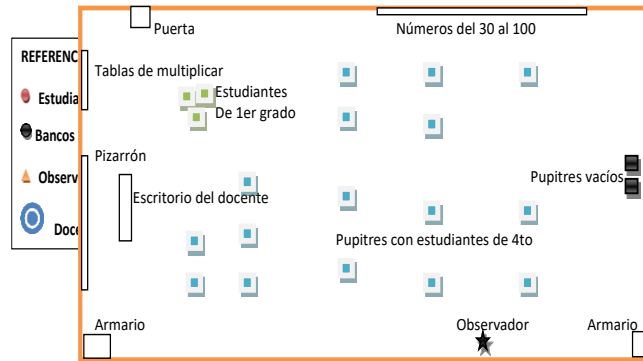 Puerta
Números del 30 al 100
REFERENC
Tablas de multiplicar
Estudia
Estudiantes
De 1er grado
Bancos
Pizarrón
Pupitres vacíos
Observ
Escritorio del docente
Doce
Pupitres con estudiantes de 4to
Armario
Observador
Armario